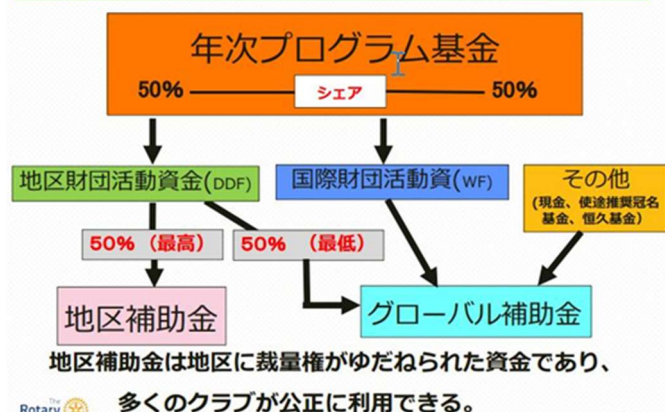 年次プログラム基金
50% シェア 50%
地区財団活動資金(DDF)
国際財団活動資(WF)
その他
(現金、使途推奨冠名
基金、恒久基金)
50% (最高)
50% (最低)
地区補助金
グローバル補助金
地区補助金は地区に裁量権がゆだねられた資金であり、
多くのクラブが公正に利用できる。
The
Rotary